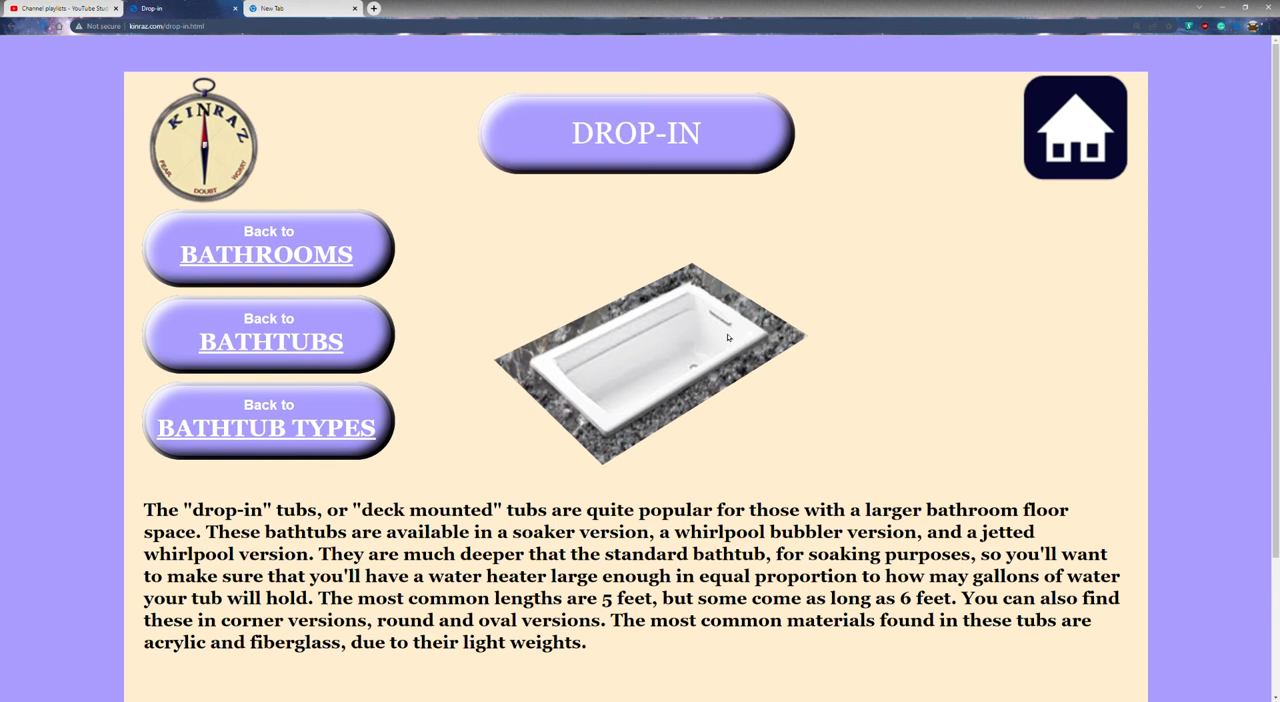 Channel playlists - YouTube Stud
Drop-in
New Tab
Not secure
kinraz.com/drop-in.html
KINRAZ
FEAR
DOUBT
WORRY
DROP-IN
Back to
BATHROOMS
Back to
BATHTUBS
Back to
BATHTUB TYPES
The "drop-in" tubs, or "deck mounted" tubs are quite popular for those with a larger bathroom floor
space. These bathtubs are available in a soaker version, a whirlpool bubbler version, and a jetted
whirlpool version. They are much deeper that the standard bathtub, for soaking purposes, so you'll want
to make sure that you'll have a water heater large enough in equal proportion to how may gallons of water
your tub will hold. The most common lengths are 5 feet, but some come as long as 6 feet. You can also find
these in corner versions, round and oval versions. The most common materials found in these tubs are
acrylic and fiberglass, due to their light weights.